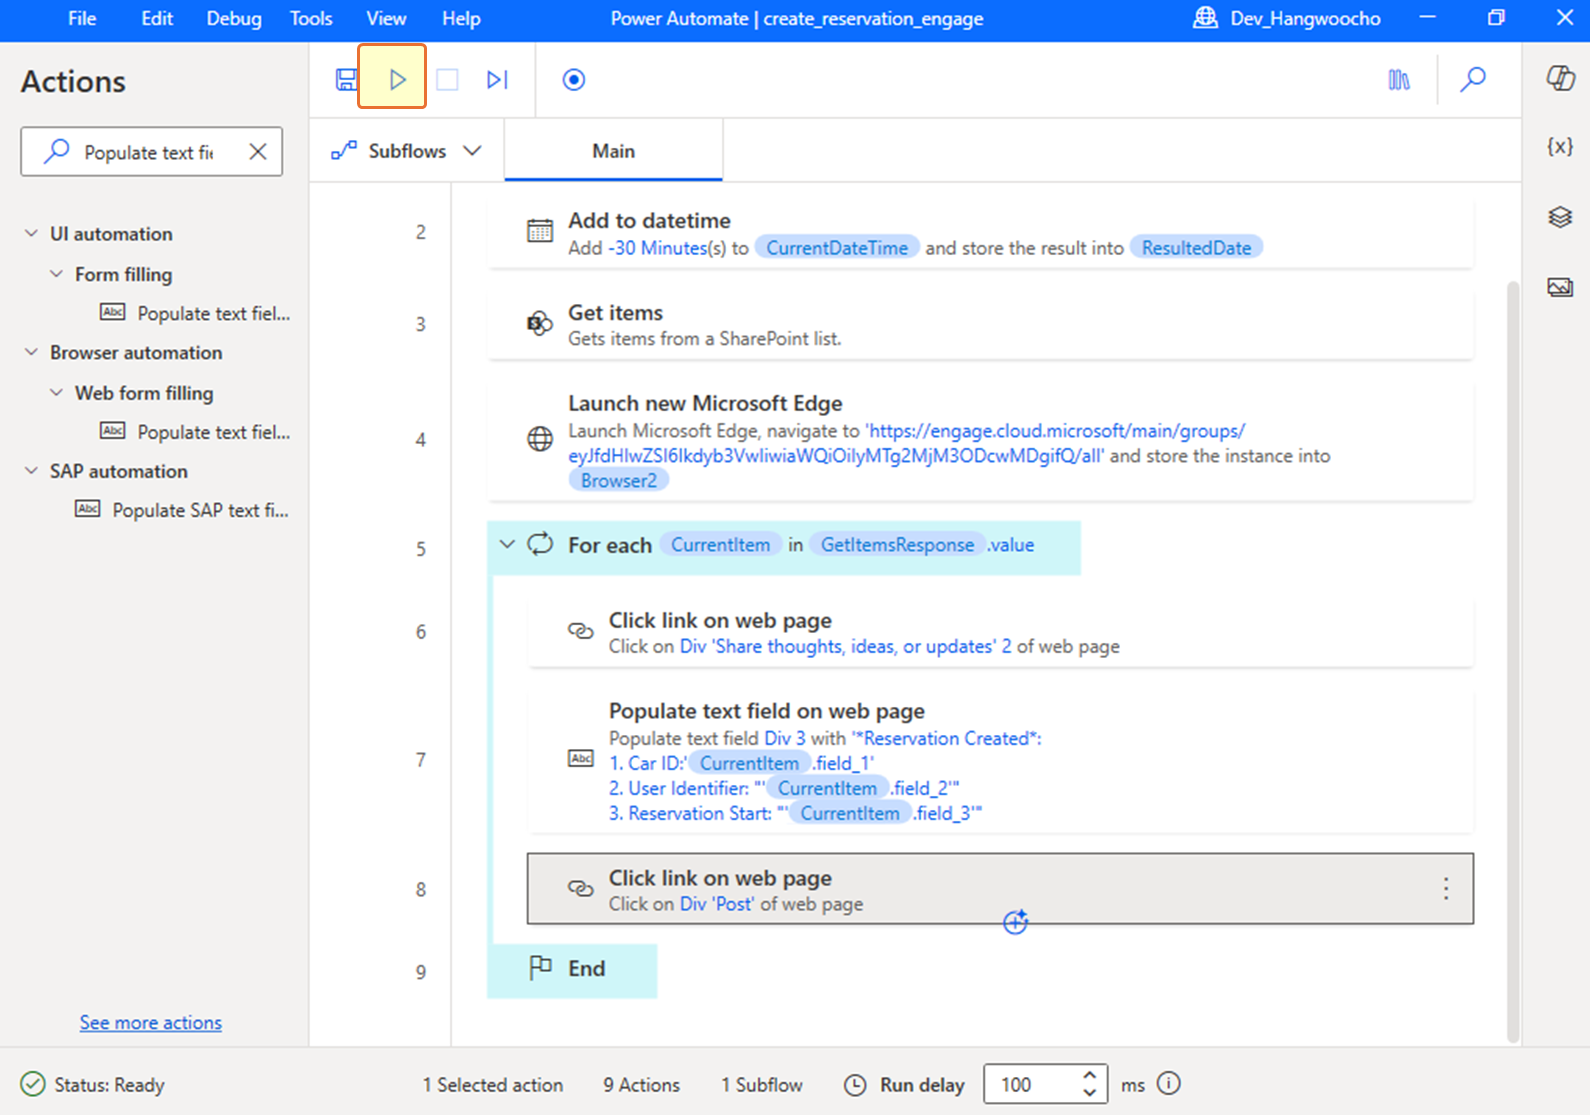 File Edit Debug Tools View Help Power Automate | create_reservation_engage Dev_Hangwoocho
Actions
Populate text fie
UI automation
Form filling
Abc Populate text fiel...
Browser automation
Web form filling
Abc Populate text fiel...
SAP automation
Abc Populate SAP text fi...
See more actions
Subflows Main
{x}
2
Add to datetime
Add -30 Minutes(s) to CurrentDateTime and store the result into ResultedDate
3
Get items
Gets items from a SharePoint list.
4
Launch new Microsoft Edge
Launch Microsoft Edge, navigate to 'https://engage.cloud.microsoft/main/groups/
eyJfdHlwZSI6Ikdyb3VwIiwiaWQiOiIyMTg2MjM3ODcwMDgifQ/all' and store the instance into
Browser2
5
For each CurrentItem in GetItemsResponse .value
6
Click link on web page
Click on Div 'Share thoughts, ideas, or updates' 2 of web page
7
Populate text field on web page
Populate text field Div 3 with '*Reservation Created*:
Abc
1. Car ID:' CurrentItem .field_1'
2. User Identifier: "' CurrentItem .field_2'"
3. Reservation Start: "' CurrentItem .field_3'"
8
Click link on web page
Click on Div 'Post' of web page
9
End
Status: Ready 1 Selected action 9 Actions 1 Subflow Run delay 100 ms